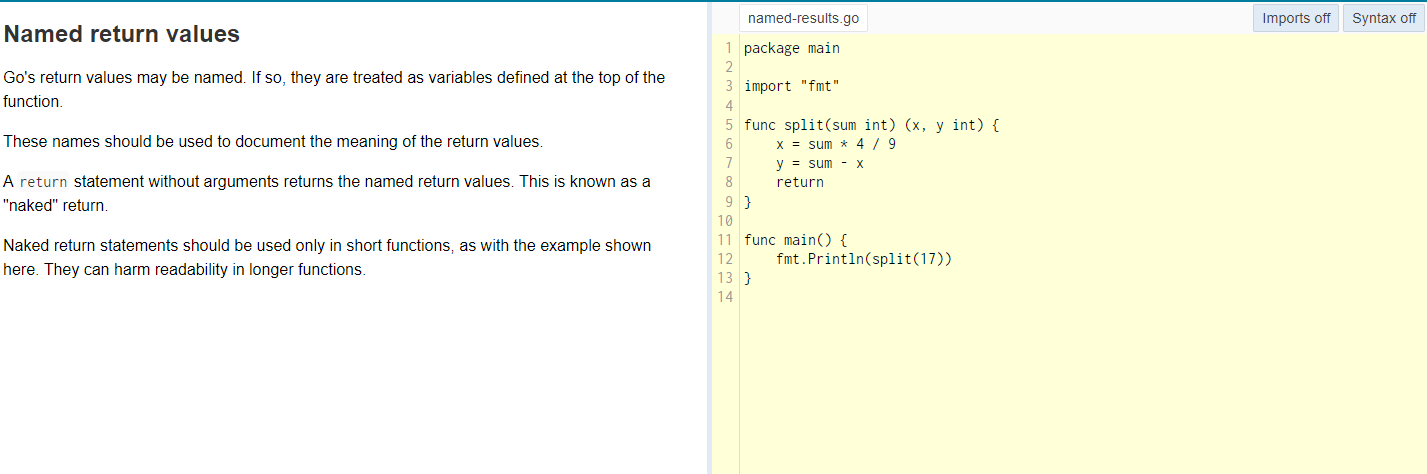 Named return values
Go's return values may be named. If so, they are treated as variables defined at the top of the
function.
These names should be used to document the meaning of the return values.
A return statement without arguments returns the named return values. This is known as a
"naked" return.
Naked return statements should be used only in short functions, as with the example shown
here. They can harm readability in longer functions.
named-results.go
Imports off
Syntax off
1 package main
2
3 import "fmt"
4
5 func split(sum int) (x, y int) {
6     x = sum * 4 / 9
7     y = sum - x
8     return
9 }
10
11 func main() {
12     fmt.Println(split(17))
13 }
14